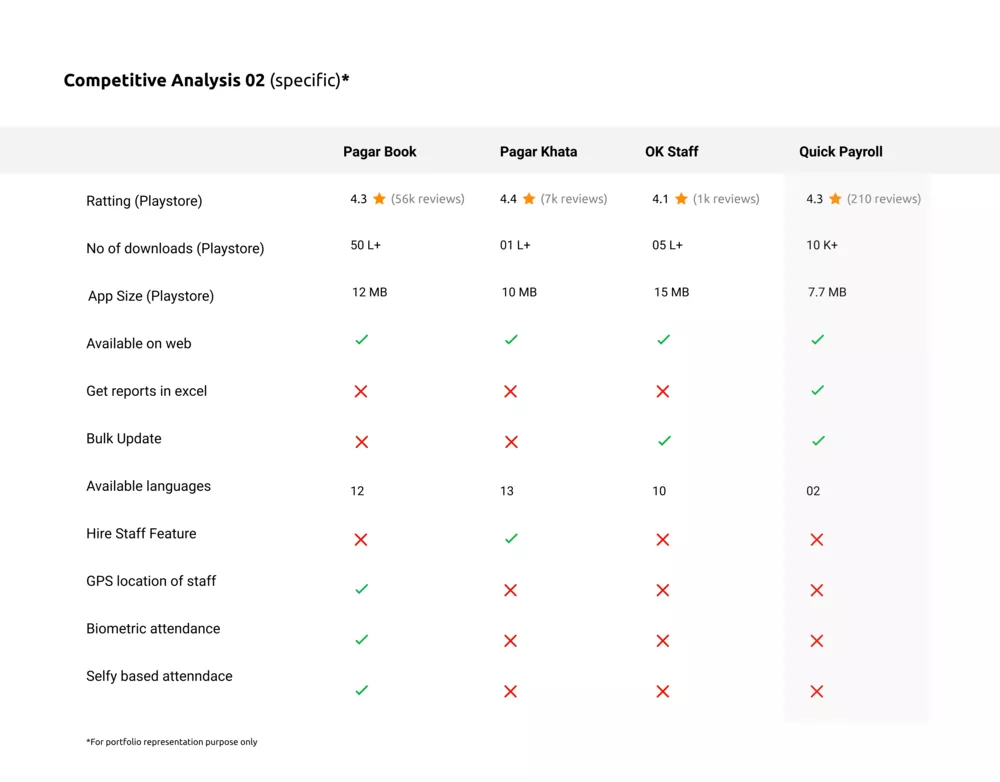 Competitive Analysis 02 (specific)*
Pagar Book Pagar Khata OK Staff Quick Payroll
Ratting (Playstore) 4.3 (56k reviews) 4.4 (7k reviews) 4.1 (1k reviews) 4.3 (210 reviews)
No of downloads (Playstore) 50 L+ 01 L+ 05 L+ 10 K+
App Size (Playstore) 12 MB 10 MB 15 MB 7.7 MB
Available on web
Get reports in excel
Bulk Update
Available languages 12 13 10 02
Hire Staff Feature
GPS location of staff
Biometric attendance
Selfy based attenndace
*For portfolio representation purpose only